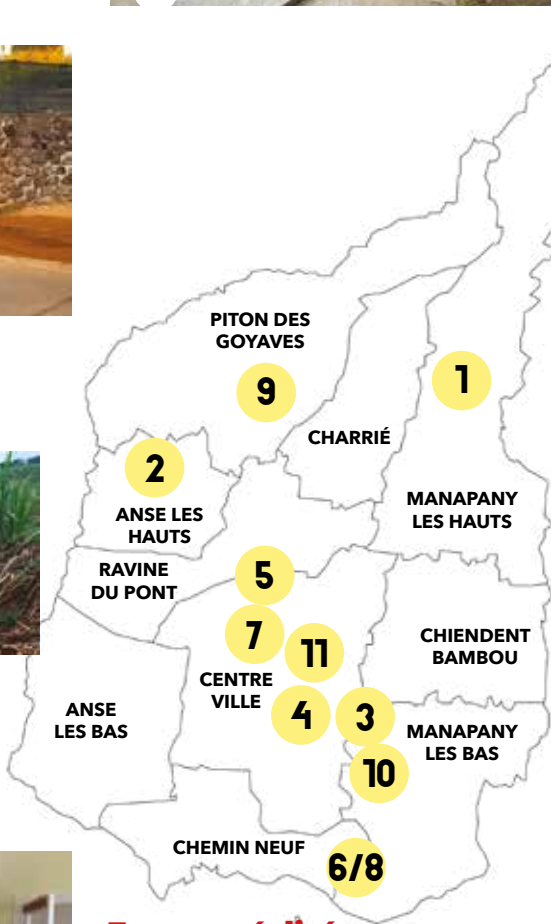 PITON DES
GOYAVES
9
1
CHARRIÉ
2
ANSE LES
HAUTS
MANAPANY
LES HAUTS
RAVINE
DU PONT
5
7
11
CHIENDENT
BAMBOU
CENTRE
VILLE
4
3
ANSE
LES BAS
MANAPANY
LES BAS
10
CHEMIN NEUF
6/8